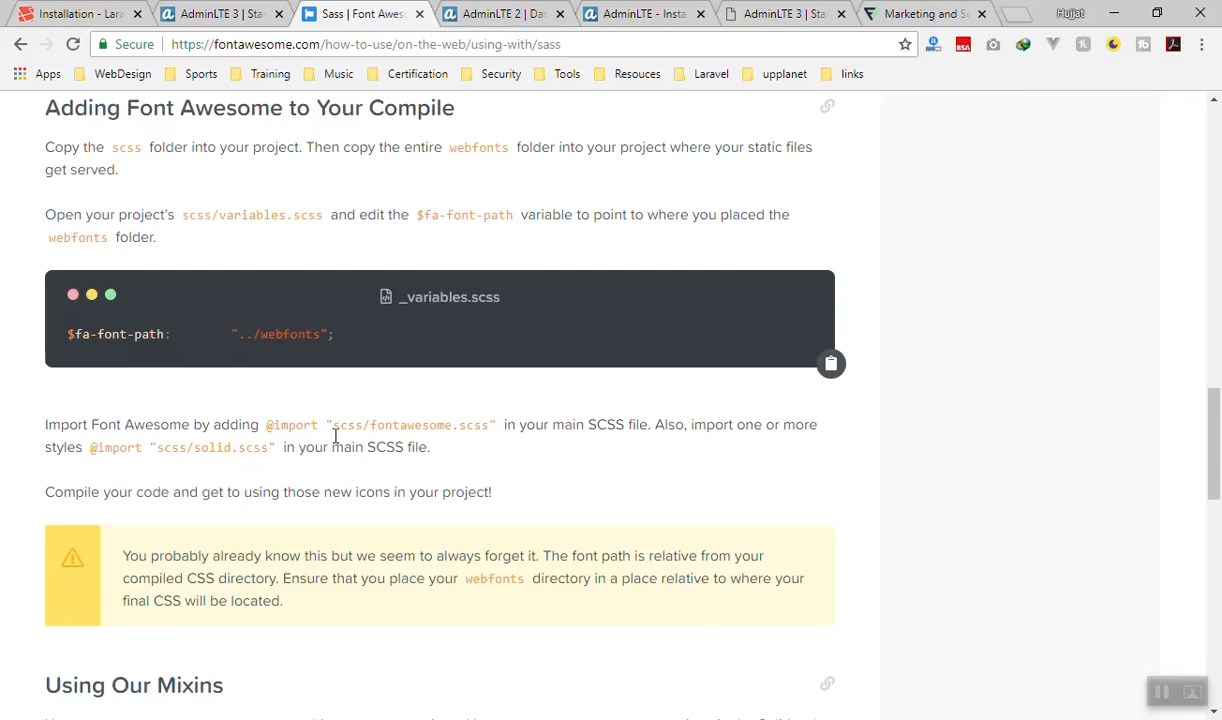 Installation - Lara
AdminLTE 3 | Sta
Sass | Font Awes
AdminLTE 2 | Da
AdminLTE - Insta
AdminLTE 3 | Sta
Marketing and S
Hujjat
Secure
https://fontawesome.com/how-to-use/on-the-web/using-with/sass
Apps
WebDesign
Sports
Training
Music
Certification
Security
Tools
Resouces
Laravel
upplanet
links
Adding Font Awesome to Your Compile
Copy the scss folder into your project. Then copy the entire webfonts folder into your project where your static files
get served.
Open your project's scss/variables.scss and edit the $fa-font-path variable to point to where you placed the
webfonts folder.
_variables.scss
$fa-font-path: "../webfonts";
Import Font Awesome by adding @import "scss/fontawesome.scss" in your main SCSS file. Also, import one or more
styles @import "scss/solid.scss" in your main SCSS file.
Compile your code and get to using those new icons in your project!
You probably already know this but we seem to always forget it. The font path is relative from your
compiled CSS directory. Ensure that you place your webfonts directory in a place relative to where your
final CSS will be located.
Using Our Mixins